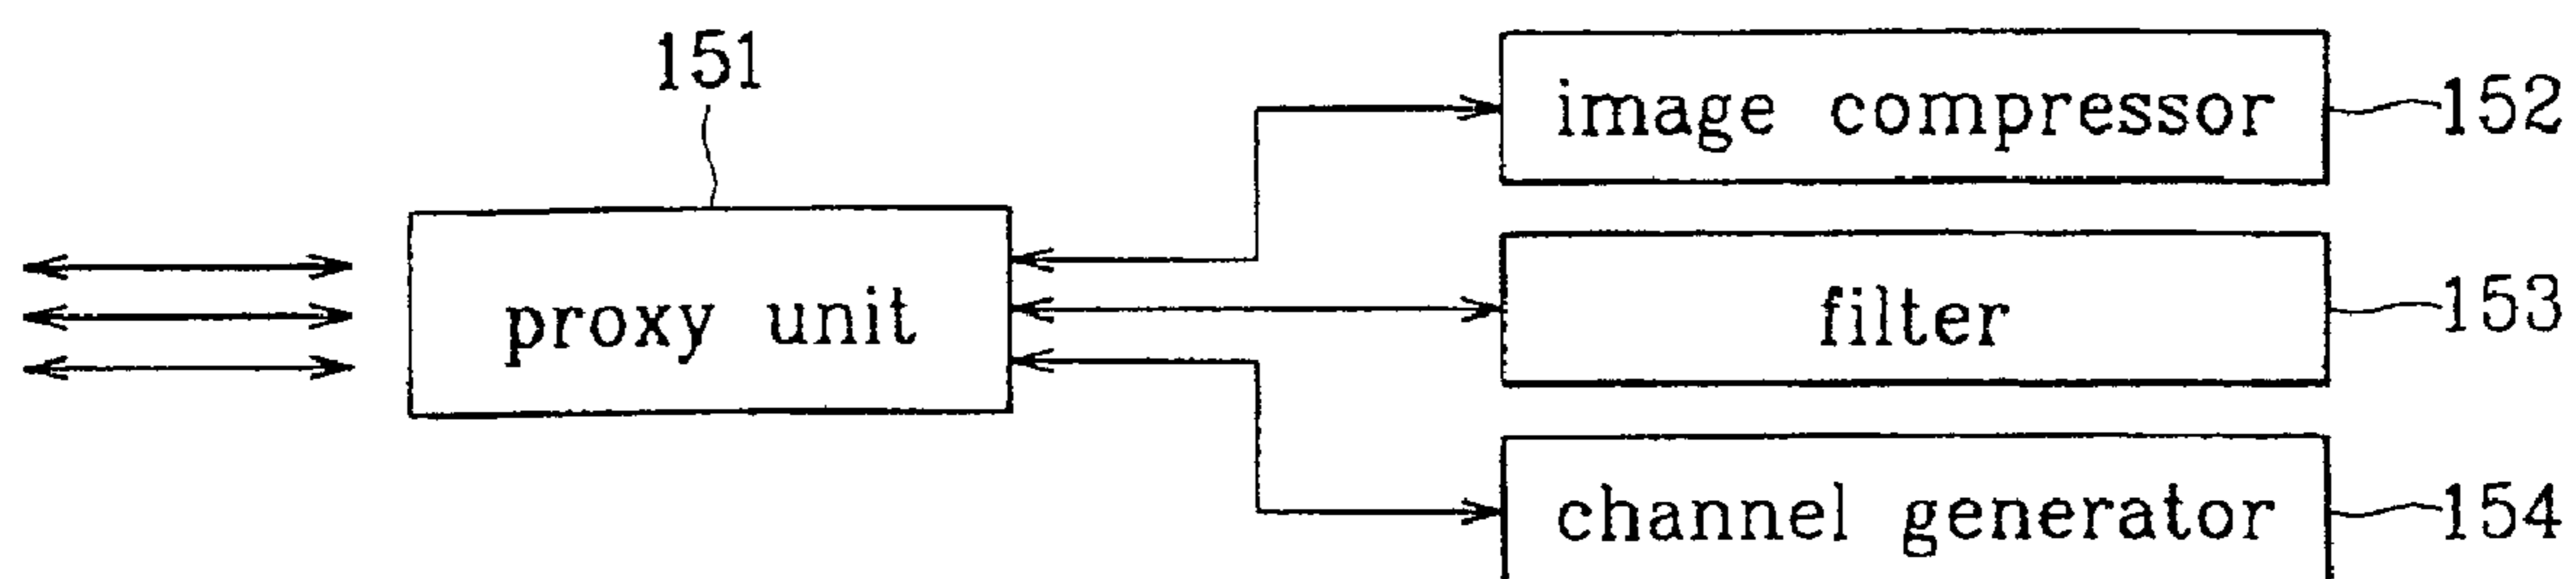 151
image compressor
152
proxy unit
filter
153
channel generator
154